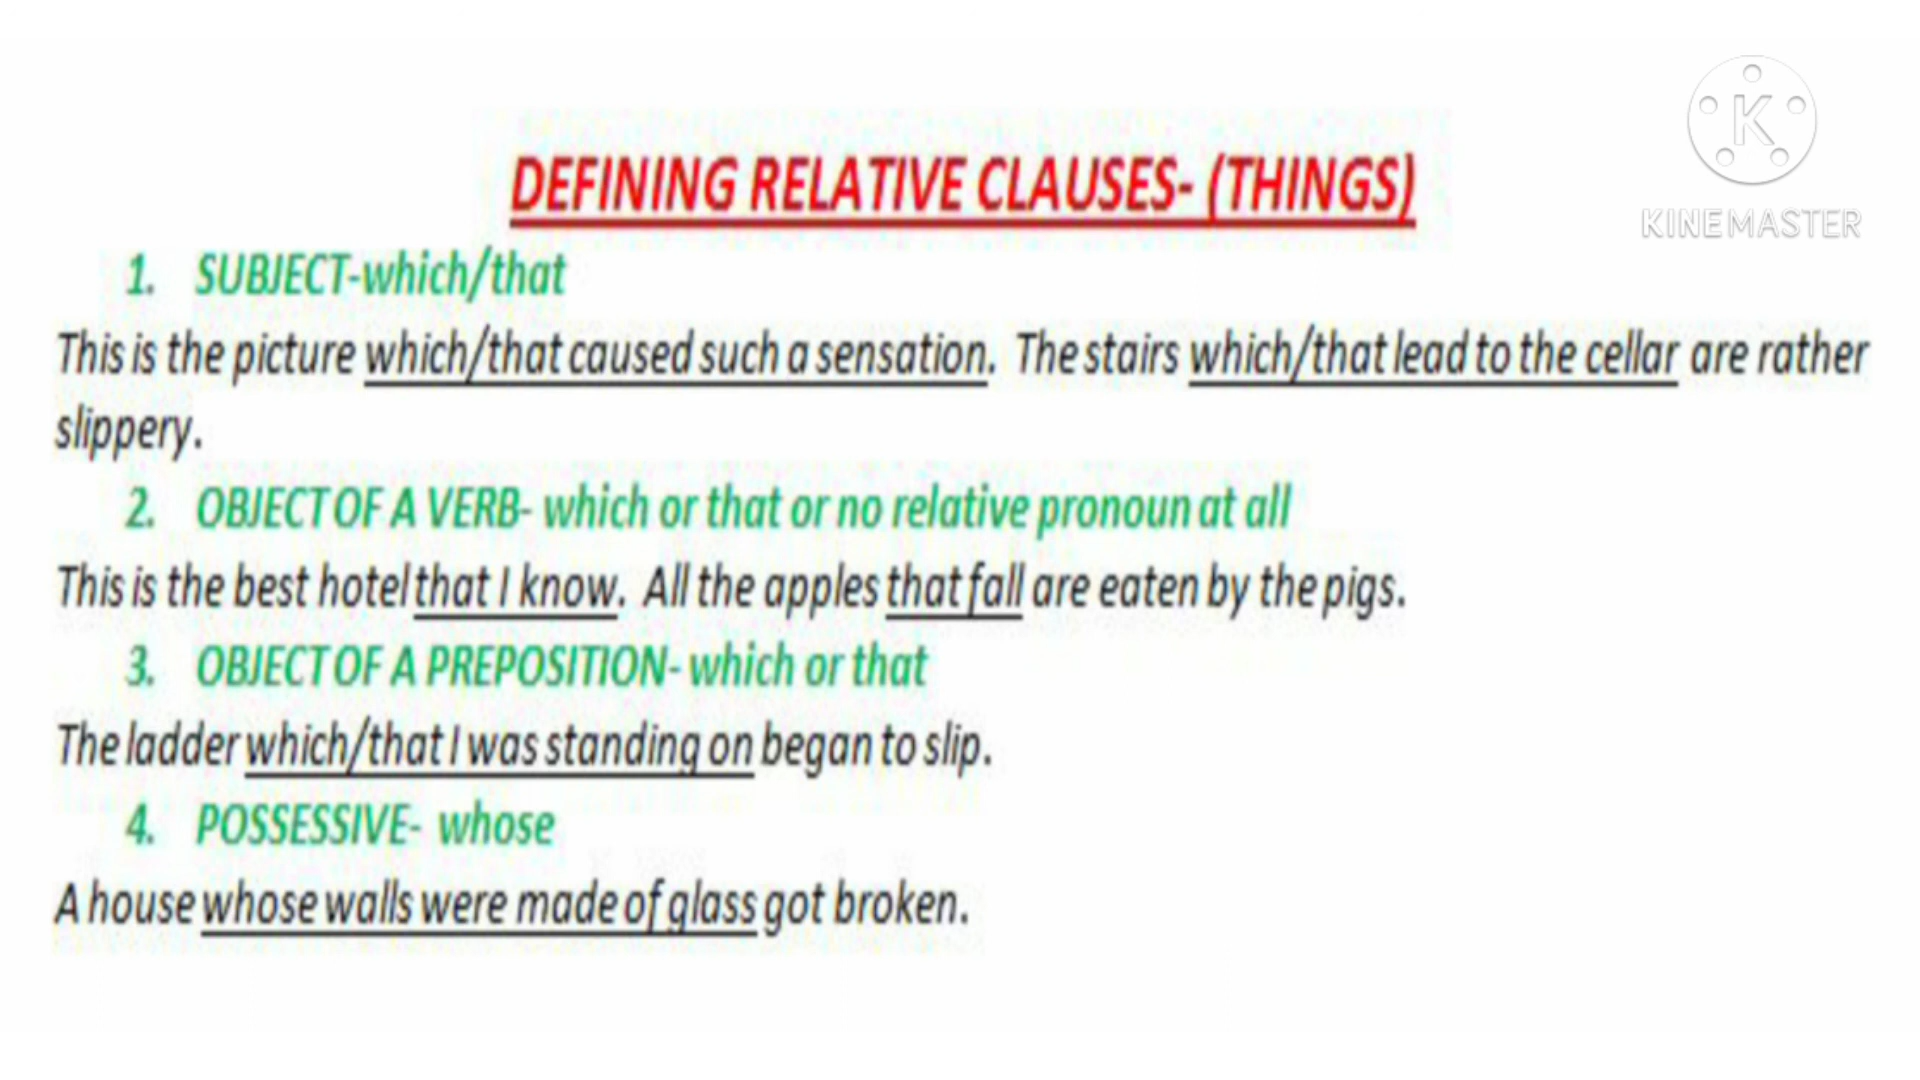 K
KINEMASTER
DEFINING RELATIVE CLAUSES- (THINGS)
1. SUBJECT-which/that
This is the picture which/that caused such a sensation. The stairs which/that lead to the cellar are rather
slippery.
2. OBJECT OF A VERB- which or that or no relative pronoun at all
This is the best hotel that I know. All the apples that fall are eaten by the pigs.
3. OBJECT OF A PREPOSITION- which or that
The ladder which/that I was standing on began to slip.
4. POSSESSIVE- whose
A house whose walls were made of glass got broken.